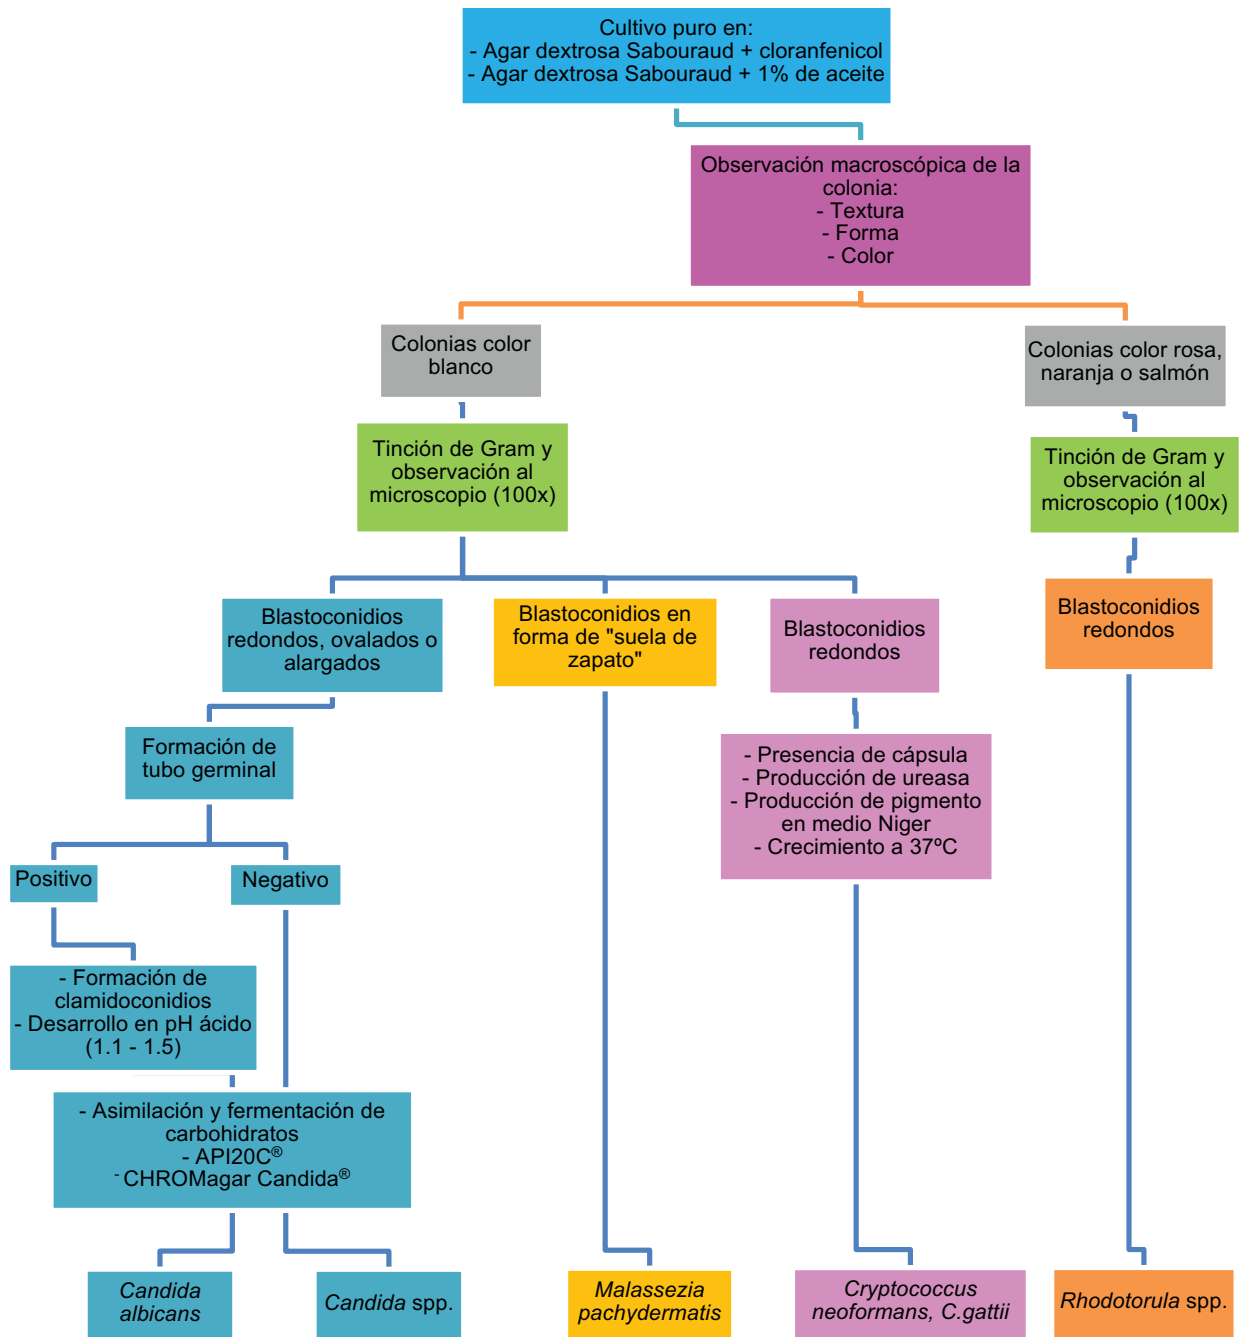 Cultivo puro en:
- Agar dextrosa Sabouraud + cloranfenicol
- Agar dextrosa Sabouraud + 1% de aceite
Observación macroscópica de la
colonia:
- Textura
- Forma
- Color
Colonias color
blanco
Colonias color rosa,
naranja o salmón
Tinción de Gram y
observación al
microscopio (100x)
Tinción de Gram y
observación al
microscopio (100x)
Blastoconidios
redondos, ovalados o
alargados
Blastoconidios en
forma de "suela de
zapato"
Blastoconidios
redondos
Blastoconidios
redondos
Formación de
tubo germinal
- Presencia de cápsula
- Producción de ureasa
- Producción de pigmento
en medio Niger
- Crecimiento a 37ºC
Positivo
Negativo
- Formación de
clamidoconidios
- Desarrollo en pH ácido
(1.1 - 1.5)
- Asimilación y fermentación de
carbohidratos
- API20C®
- CHROMagar Candida®
Candida
albicans
Candida spp.
Malassezia
pachydermatis
Cryptococcus
neoformans, C.gattii
Rhodotorula spp.